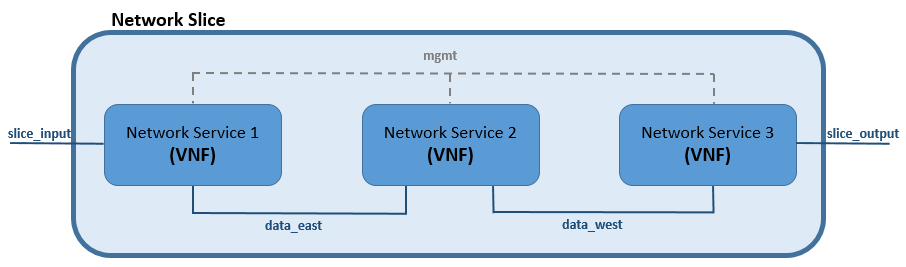 Network Slice
mgmt
slice_input
Network Service 1
(VNF)
Network Service 2
(VNF)
Network Service 3
(VNF)
slice_output
data_east
data_west